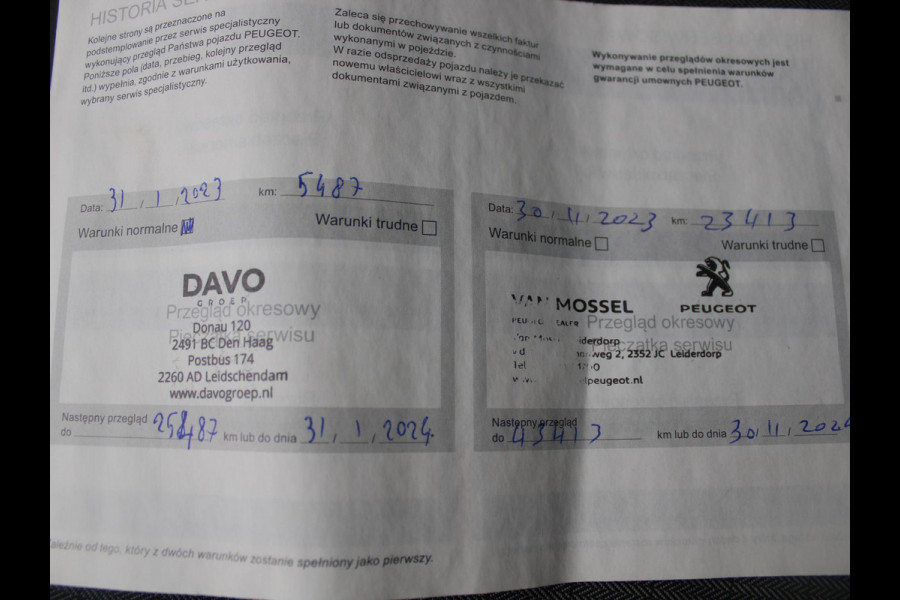 HISTORIA
Kolejne strony są przeznaczone na
podstemplowanie przez serwis specjalistyczny
wykonujący przegląd Państwa pojazdu PEUGEOT.
Poniższe pola (data, przebieg, kolejny przegląd
itd.) wypełnia, zgodnie z warunkami użytkowania,
wybrany serwis specjalistyczny.
Zaleca się przechowywanie wszelkich faktur
lub dokumentów związanych z czynnościami
wykonanymi w pojeździe.
W razie odsprzedaży pojazdu należy je przekazać
nowemu właścicielowi wraz z wszystkimi
dokumentami związanymi z pojazdem.
Wykonywanie przeglądów okresowych jest
wymagane w celu spełnienia warunków
gwarancji umownych PEUGEOT.
Data: 31, 1, 2023 km: 5487
Warunki normalne Warunki trudne
DAVO
GROEP
Przegląd okresowy
Donau 120
Pieczątka serwisu
2491 BC Den Haag
Postbus 174
2260 AD Leidschendam
www.davogroep.nl
Następny przegląd
do 25487 km lub do dnia 31, 1, 2024.
Data: 30, 11, 2023 km: 23413
Warunki normalne Warunki trudne
PEUGEOT
VAN MOSSEL
Przegląd okresowy
Pieczątka serwisu
weg 2, 2352 JC Leiderdorp
lpeugeot.nl
Następny przegląd
do 43413 km lub do dnia 30, 11, 202
zależnie od tego, który z dwóch warunków zostanie spełniony jako pierwszy.